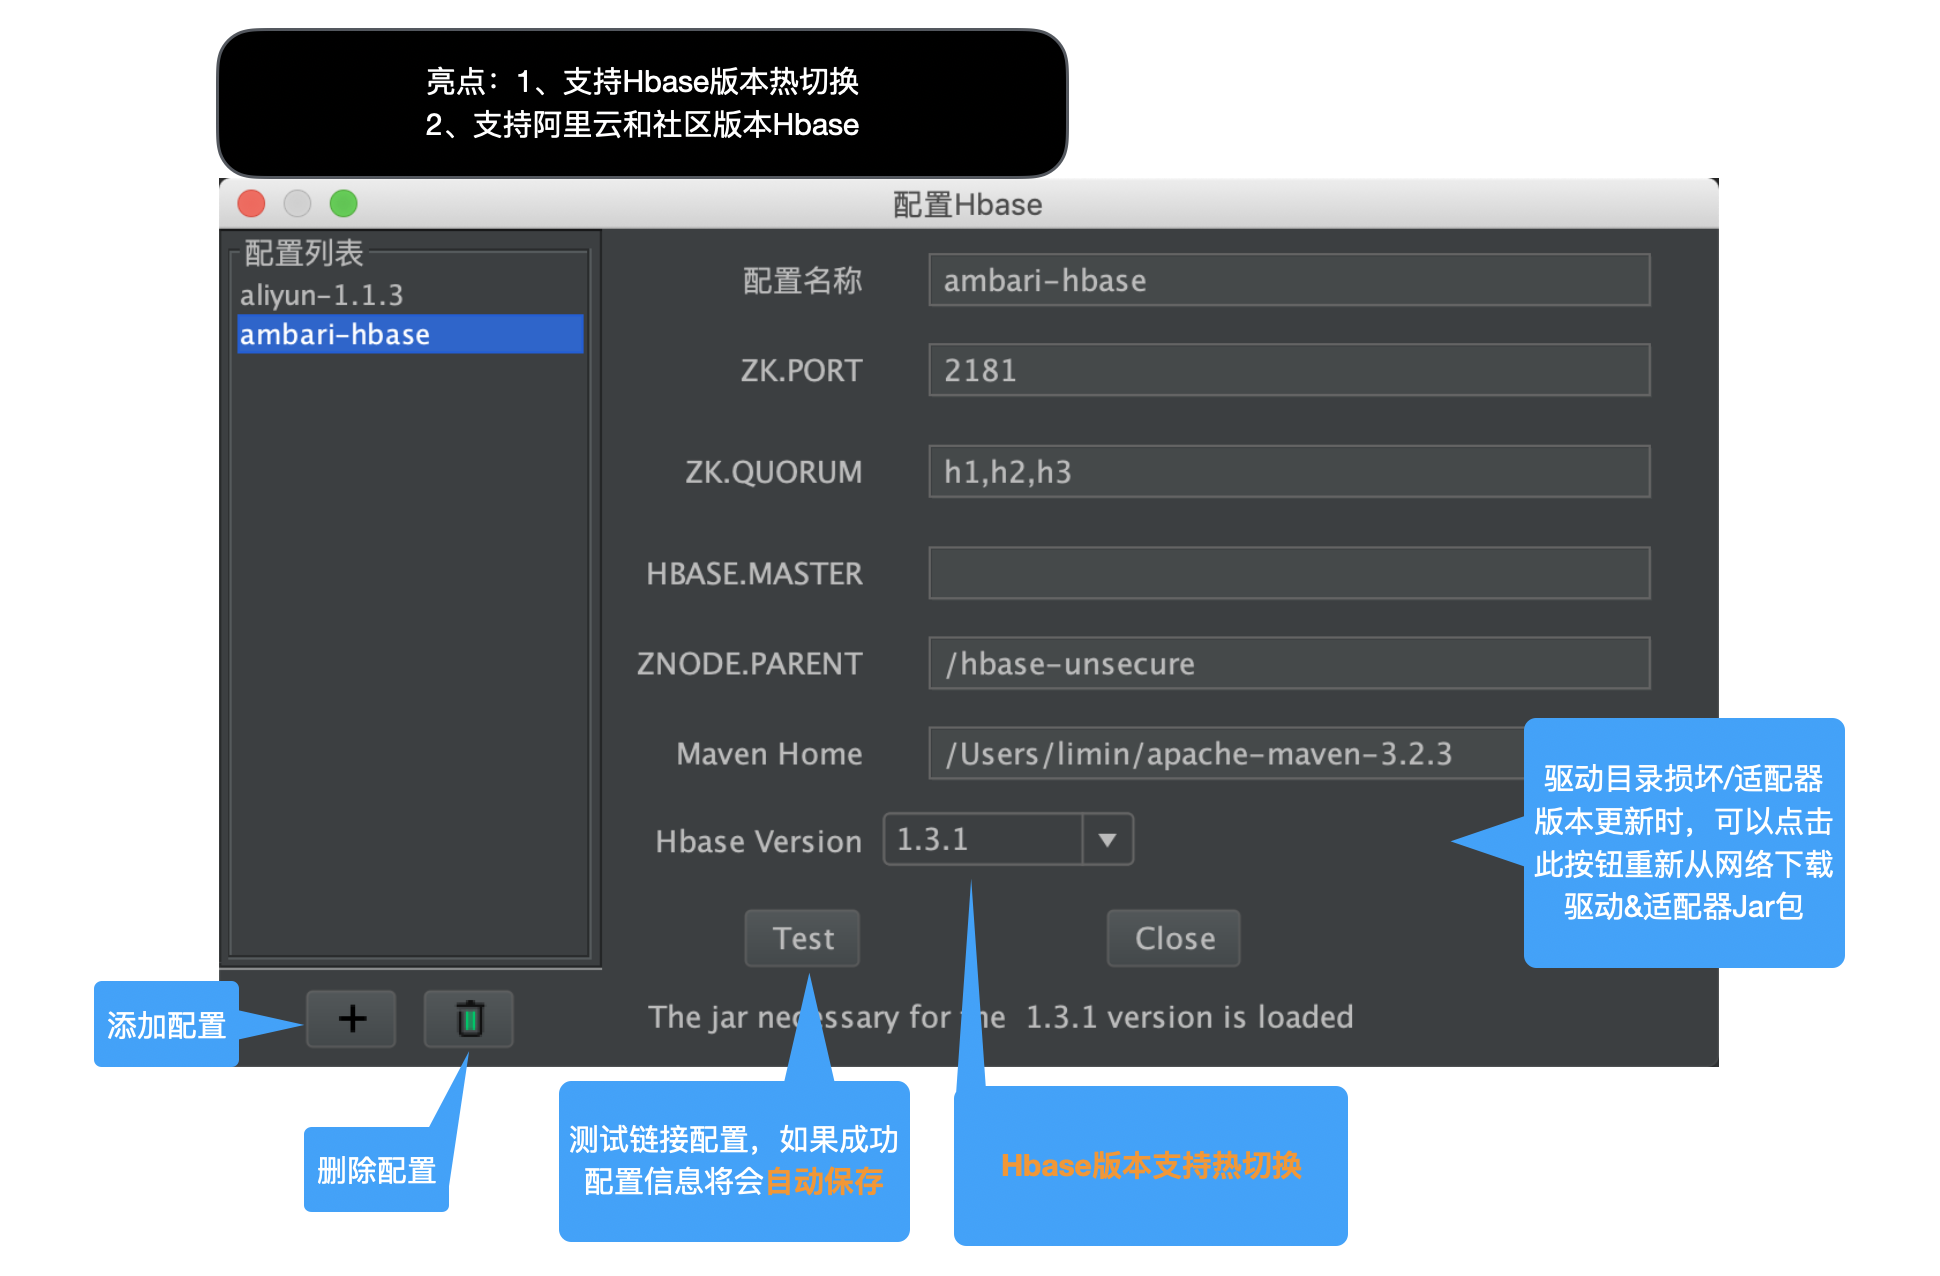 亮点：1、支持Hbase版本热切换
2、支持阿里云和社区版本Hbase
配置Hbase
配置列表
aliyun-1.1.3
ambari-hbase
配置名称
ambari-hbase
ZK.PORT
2181
ZK.QUORUM
h1,h2,h3
HBASE.MASTER
ZNODE.PARENT
/hbase-unsecure
Maven Home
/Users/limin/apache-maven-3.2.3
Hbase Version
1.3.1
驱动目录损坏/适配器
版本更新时，可以点击
此按钮重新从网络下载
驱动&适配器Jar包
Test
Close
The jar necessary for the 1.3.1 version is loaded
添加配置
+
删除配置
测试链接配置，如果成功
配置信息将会自动保存
Hbase版本支持热切换